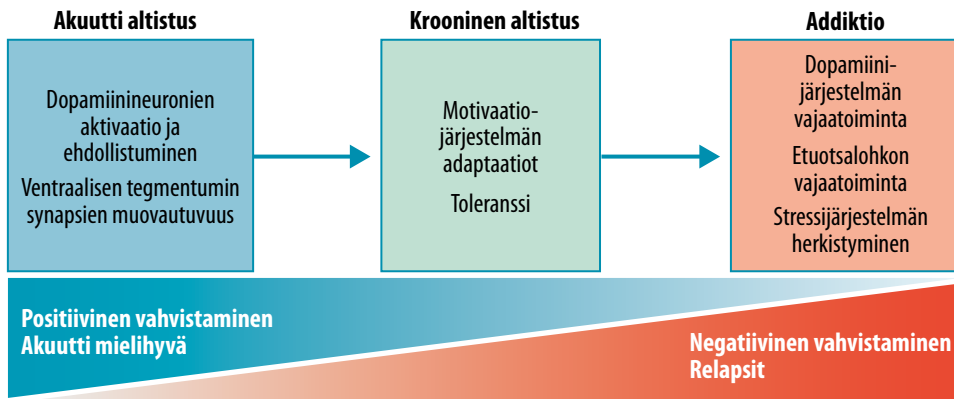 Akuutti altistus
Dopamiinineuronien
aktivaatio ja
ehdollistuminen
Ventraalisen tegmentumin
synapsien muovautuvuus
Krooninen altistus
Motivaatio-
järjestelmän
adaptaatiot
Toleranssi
Addiktio
Dopamiini-
järjestelmän
vajaatoiminta
Etuotsalohkon
vajaatoiminta
Stressijärjestelmän
herkistyminen
Positiivinen vahvistaminen
Akuutti mielihyvä
Negatiivinen vahvistaminen
Relapsit